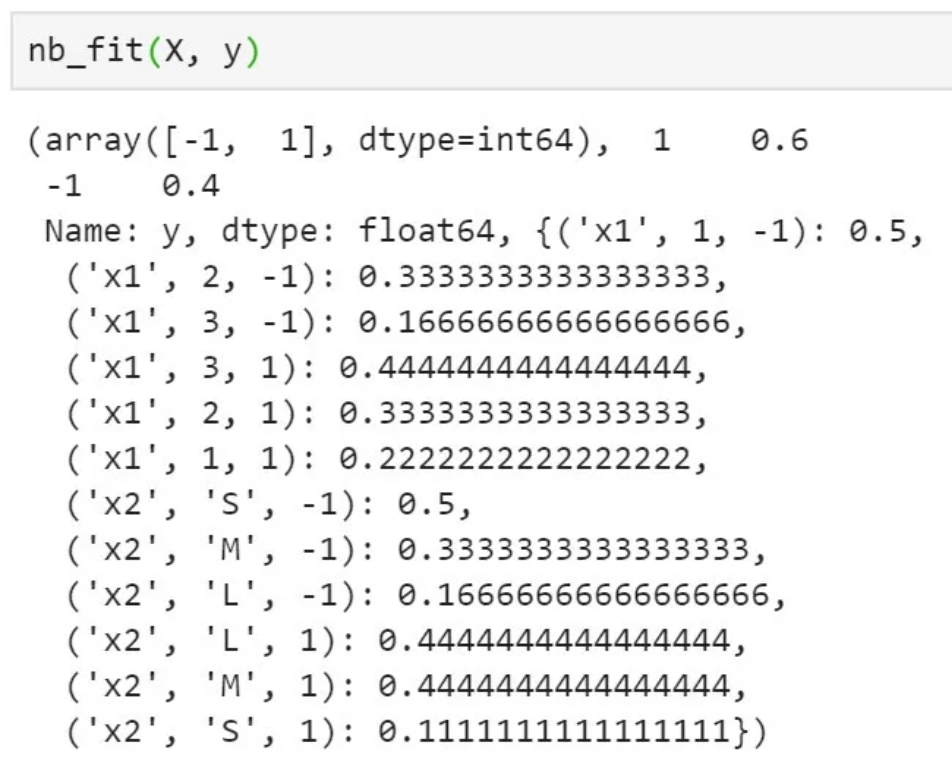 nb_fit(X, y)
(array([-1,  1], dtype=int64),  1    0.6
-1    0.4
Name: y, dtype: float64, {('x1', 1, -1): 0.5,
('x1', 2, -1): 0.3333333333333333,
('x1', 3, -1): 0.16666666666666666,
('x1', 3, 1): 0.4444444444444444,
('x1', 2, 1): 0.3333333333333333,
('x1', 1, 1): 0.2222222222222222,
('x2', 'S', -1): 0.5,
('x2', 'M', -1): 0.3333333333333333,
('x2', 'L', -1): 0.16666666666666666,
('x2', 'L', 1): 0.4444444444444444,
('x2', 'M', 1): 0.4444444444444444,
('x2', 'S', 1): 0.1111111111111111})